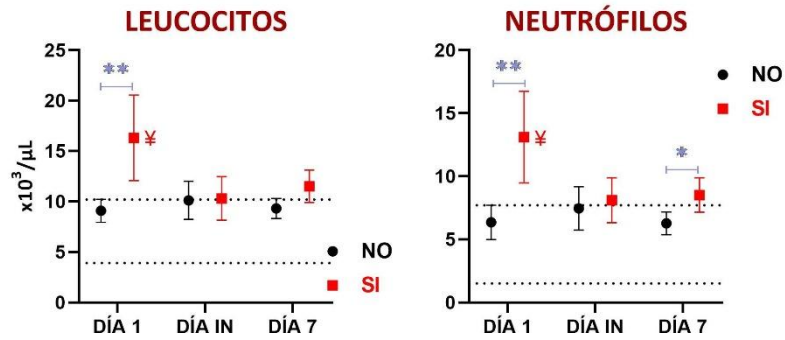 LEUCOCITOS
25
20
15
10
5
0
x10³/µL
**
¥
DÍA 1 DÍA IN DÍA 7
NO
SI
NEUTRÓFILOS
20
15
10
5
0
**
¥
*
DÍA 1 DÍA IN DÍA 7
NO
SI